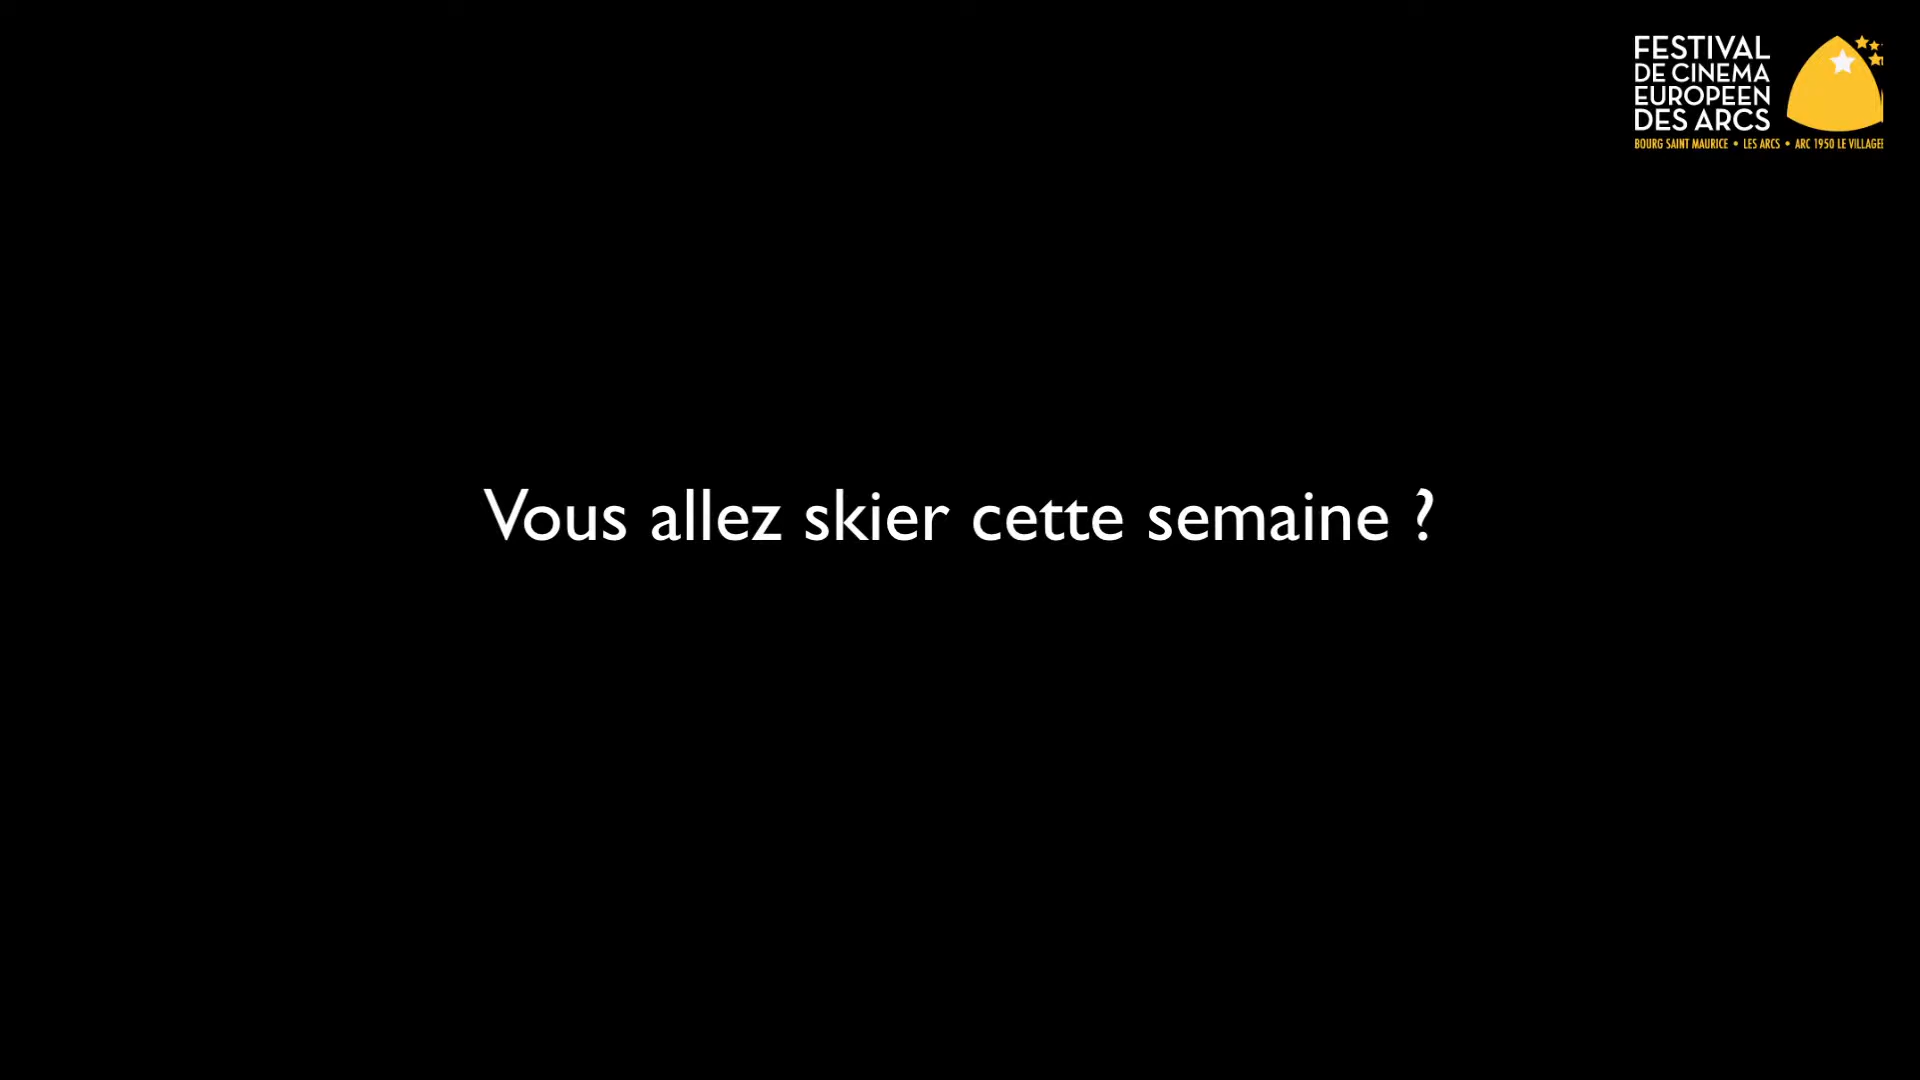 FESTIVAL
DE CINEMA
EUROPEEN
DES ARCS
BOURG SAINT MAURICE • LES ARCS • ARC 1950 LE VILLAGE
Vous allez skier cette semaine ?